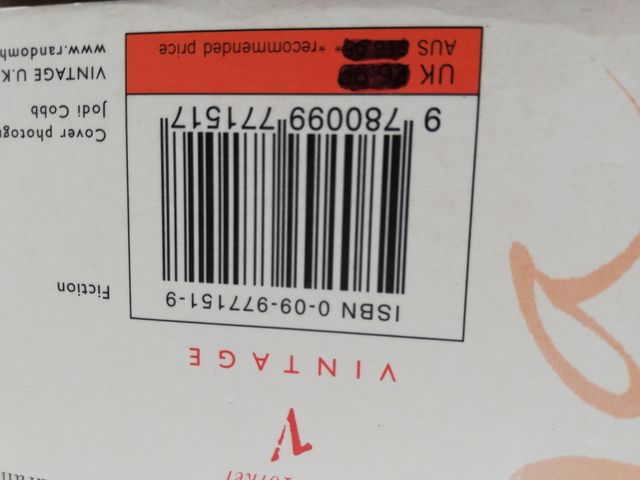 V
VINTAGE
ISBN 0-09-977151-9
Fiction
9 780099 771517
Cover photog
Jodi Cobb
UK
VINTAGE U.K
AUS *recommended price
www.randomh